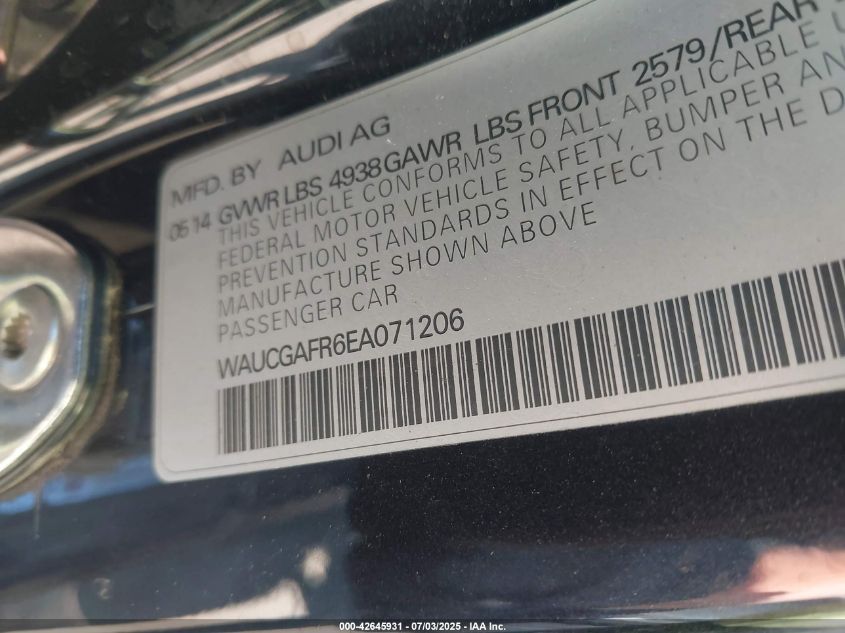 MFD. BY AUDI AG
05 14 GVWR LBS 4938 GAWR LBS FRONT 2579/REAR
THIS VEHICLE CONFORMS TO ALL APPLICABLE
FEDERAL MOTOR VEHICLE SAFETY, BUMPER AN
PREVENTION STANDARDS IN EFFECT ON THE D
MANUFACTURE SHOWN ABOVE
PASSENGER CAR
WAUCGAFR6EA071206
000-42645931 - 07/03/2025 - IAA Inc.